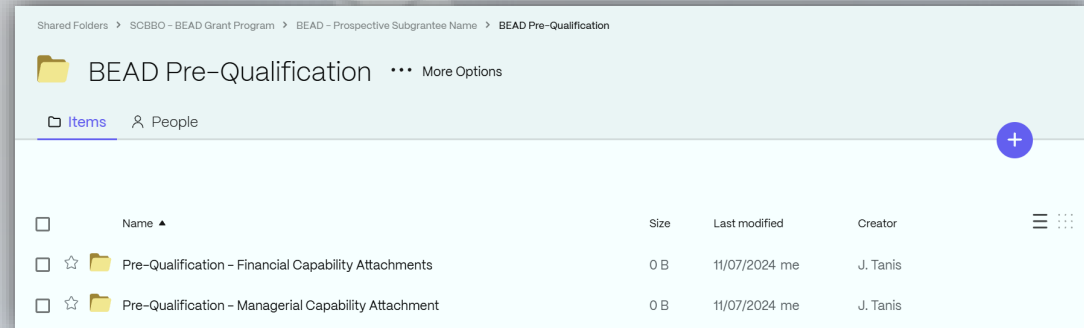 Shared Folders > SCBBO - BEAD Grant Program > BEAD - Prospective Subgrantee Name > BEAD Pre-Qualification
BEAD Pre-Qualification ••• More Options
Items People
+
Name ▲ Size Last modified Creator
Pre-Qualification - Financial Capability Attachments 0 B 11/07/2024 me J. Tanis
Pre-Qualification - Managerial Capability Attachment 0 B 11/07/2024 me J. Tanis